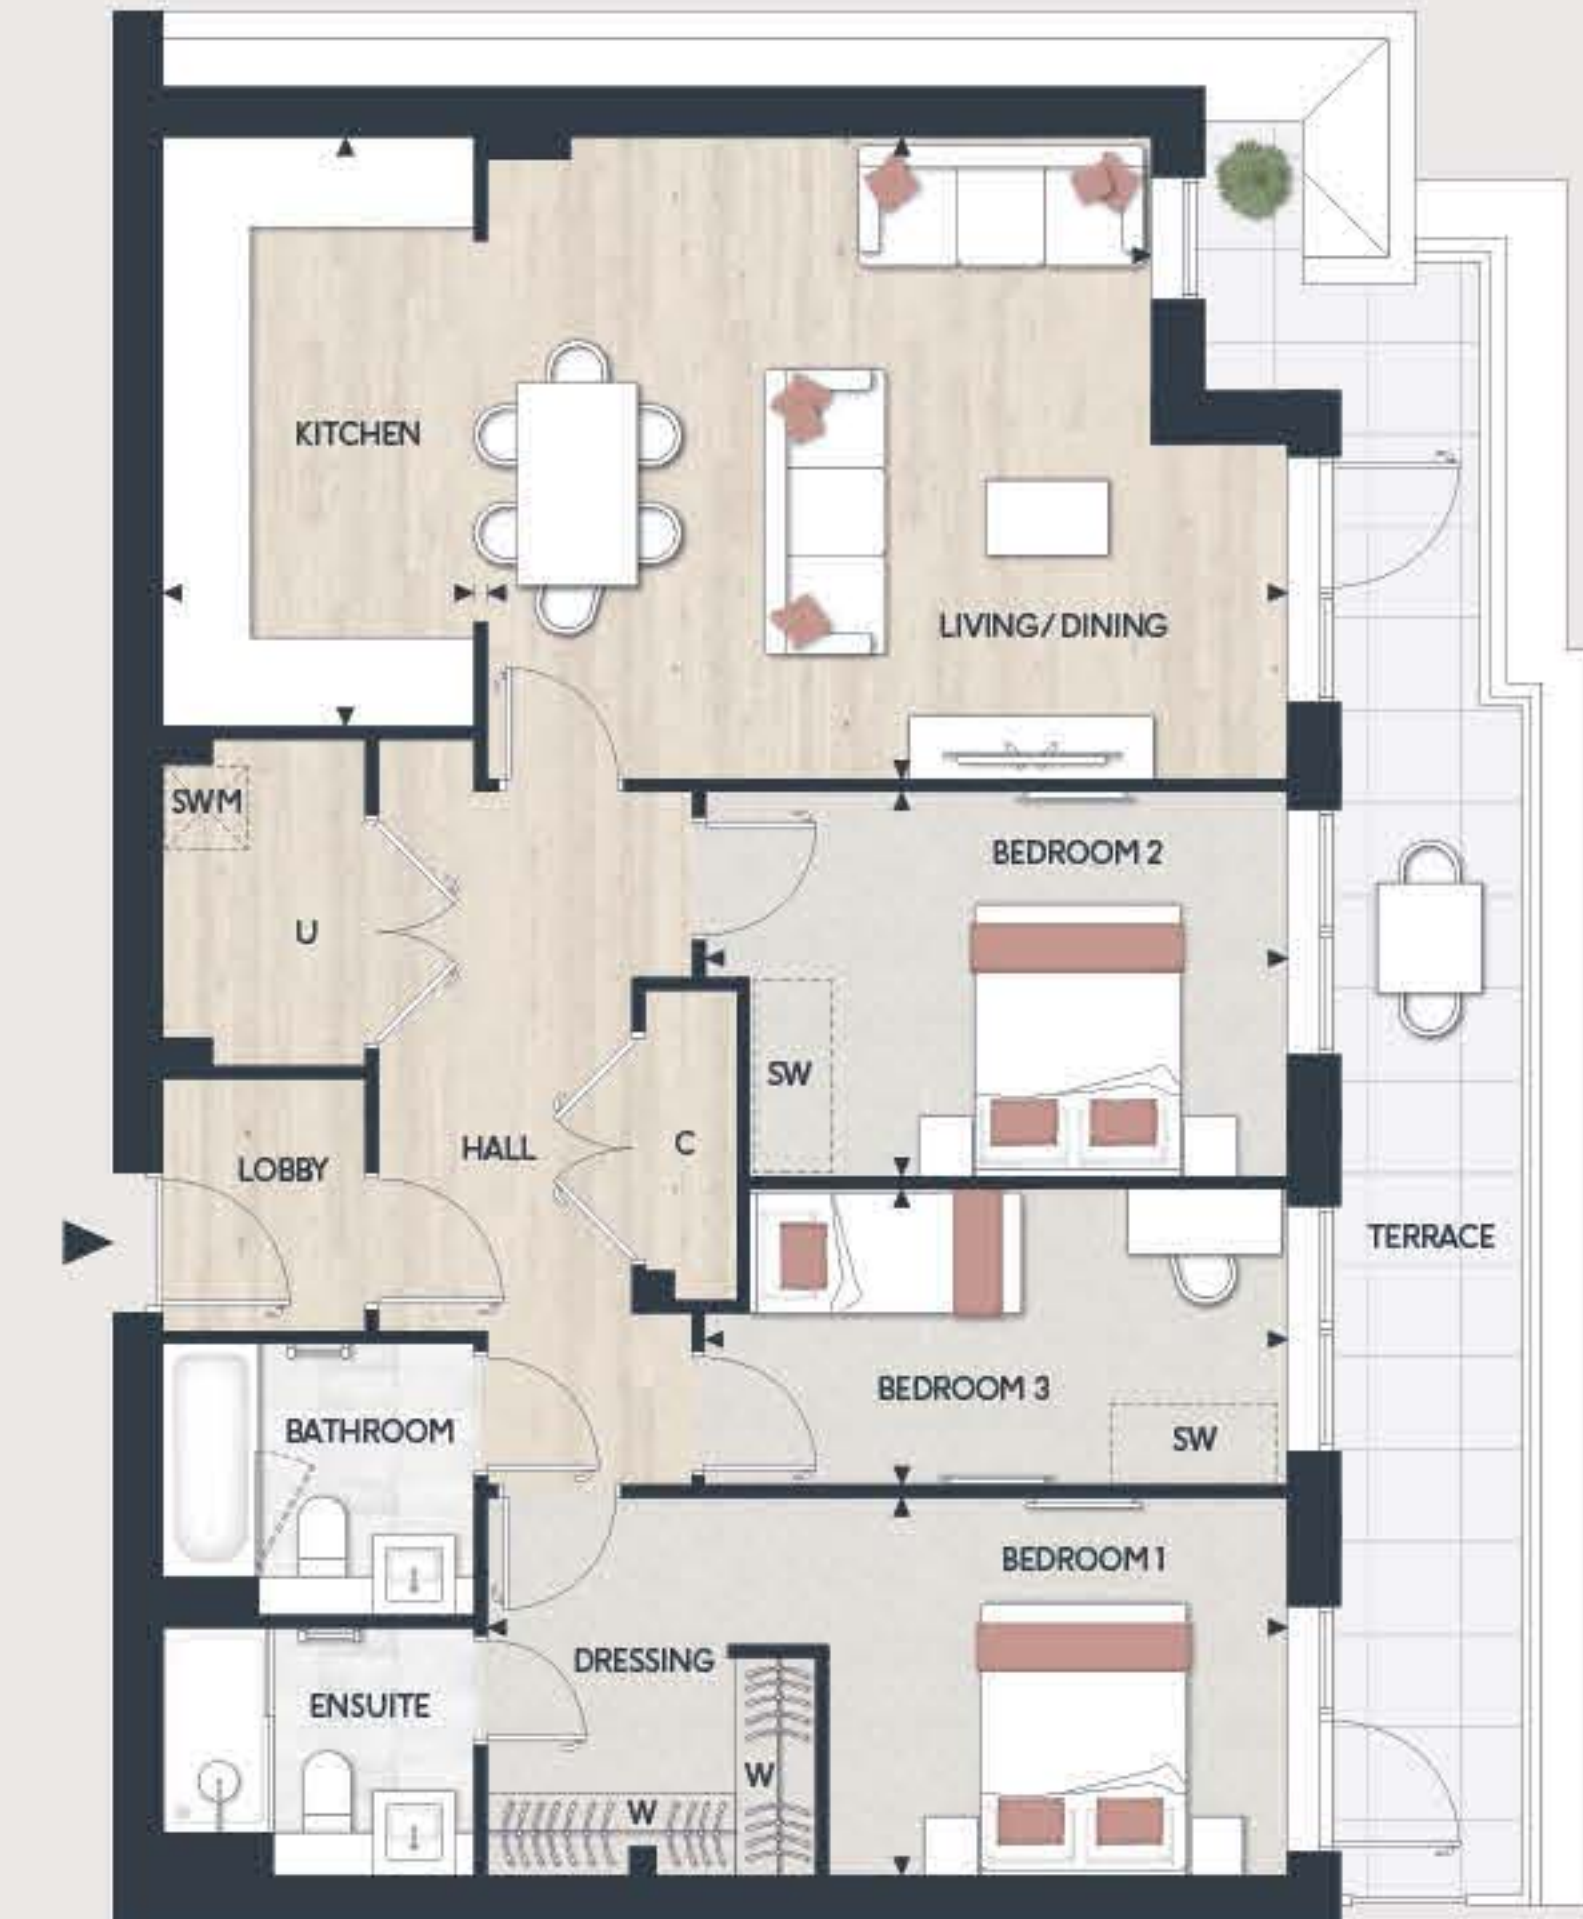 KITCHEN
LIVING/DINING
SWM
BEDROOM 2
U
SW
HALL
C
LOBBY
TERRACE
BEDROOM 3
BATHROOM
SW
BEDROOM 1
DRESSING
ENSUITE
W
W